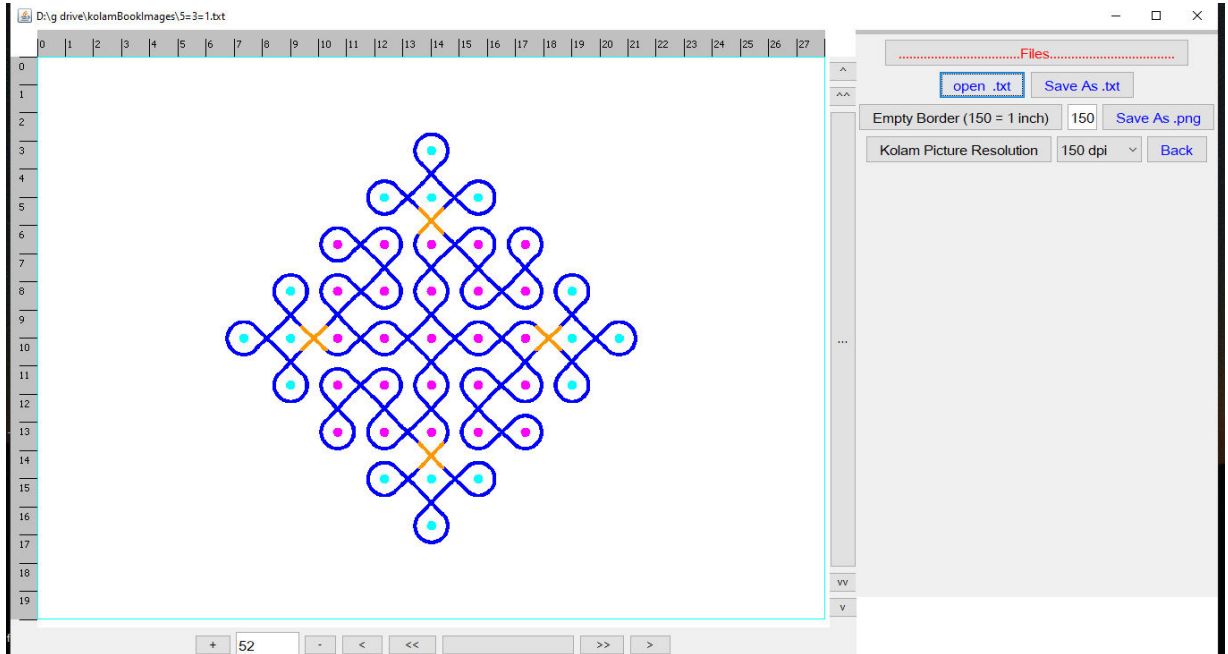 D:\g drive\kolamBookImages\5=3=1.txt
0 1 2 3 4 5 6 7 8 9 10 11 12 13 14 15 16 17 18 19 20 21 22 23 24 25 26 27
..................................Files...................................
0
^
open .txt Save As .txt
1
^^
Empty Border (150 = 1 inch) 150 Save As .png
2
3
Kolam Picture Resolution 150 dpi Back
4
5
6
7
8
9
...
10
11
12
13
14
15
16
17
18
vv
19
v
+ 52 - < << >> >